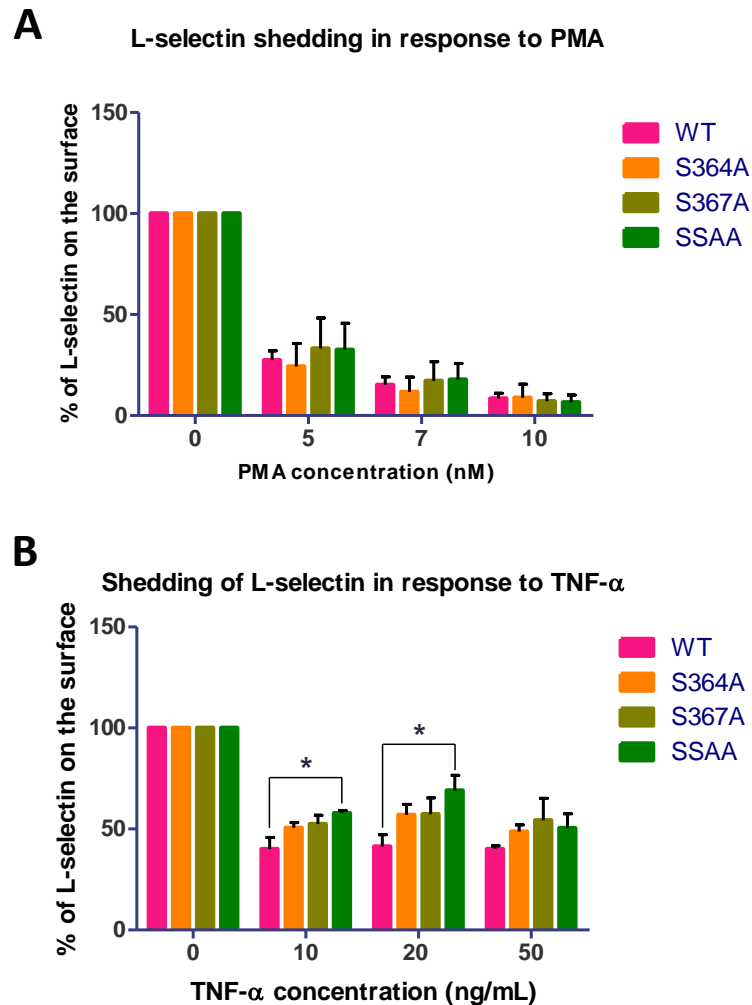 A
L-selectin shedding in response to PMA
% of L-selectin on the surface
150
100
50
0
0 5 7 10
PMA concentration (nM)
WT
S364A
S367A
SSAA
B
Shedding of L-selectin in response to TNF-α
% of L-selectin on the surface
150
100
50
0
* *
0 10 20 50
TNF-α concentration (ng/mL)
WT
S364A
S367A
SSAA